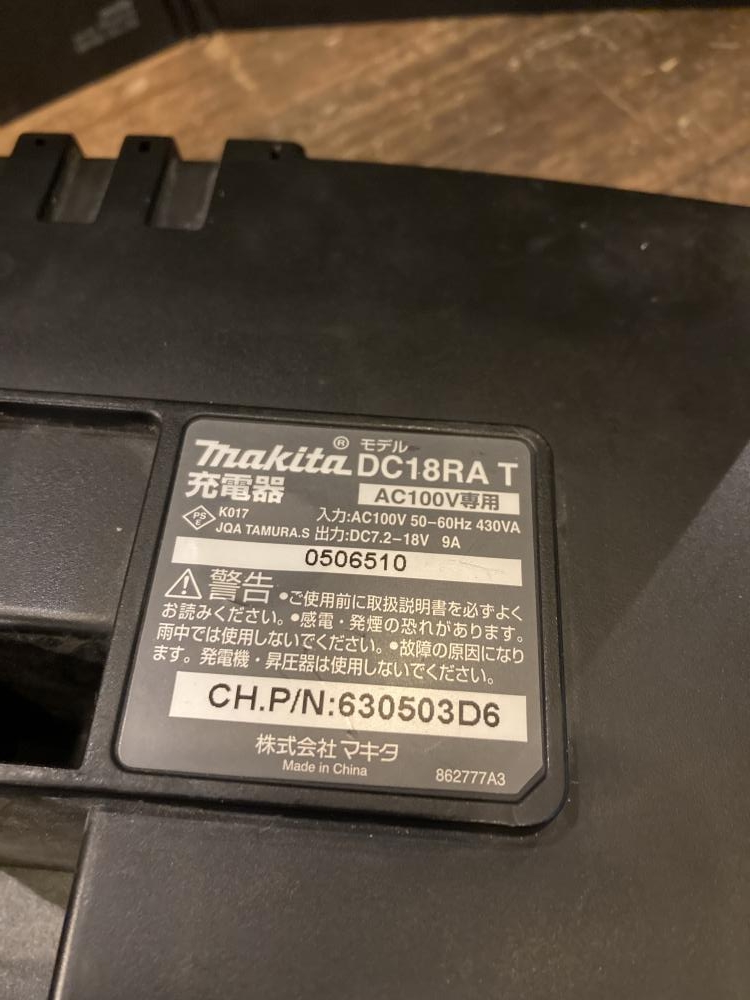 makita® モデル DC18RA T
充電器 AC100V専用
PSE K017 入力:AC100V 50-60Hz 430VA
JQA TAMURA.S 出力:DC7.2-18V 9A
0506510
警告 •ご使用前に取扱説明書を必ずよく
お読みください。•感電・発煙の恐れがあります。
雨中では使用しないでください。•故障の原因になり
ます。発電機・昇圧器は使用しないでください。
CH.P/N:630503D6
株式会社マキタ
Made in China 862777A3